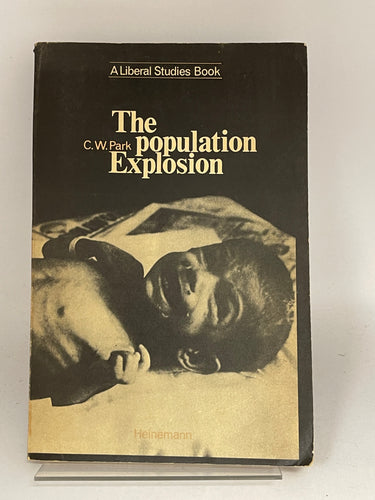 A Liberal Studies Book
The
C. W. Park population
Explosion
Heinemann